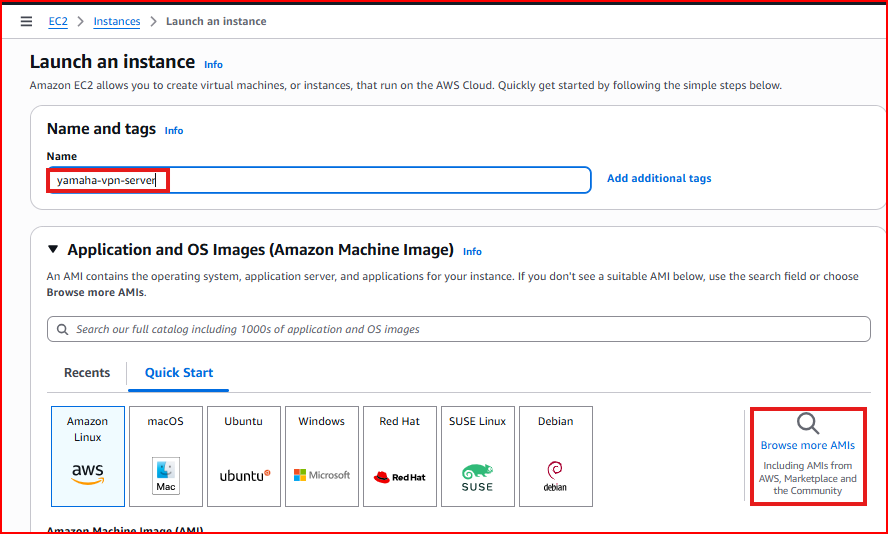 EC2 > Instances > Launch an instance
Launch an instance Info
Amazon EC2 allows you to create virtual machines, or instances, that run on the AWS Cloud. Quickly get started by following the simple steps below.
Name and tags Info
Name
yamaha-vpn-server
Add additional tags
Application and OS Images (Amazon Machine Image) Info
An AMI contains the operating system, application server, and applications for your instance. If you don't see a suitable AMI below, use the search field or choose
Browse more AMIs.
Search our full catalog including 1000s of application and OS images
Recents
Quick Start
Amazon
Linux
aws
macOS
Mac
Ubuntu
ubuntu
Windows
Microsoft
Red Hat
Red Hat
SUSE Linux
SUSE
Debian
debian
Browse more AMIs
Including AMIs from
AWS, Marketplace and
the Community
Amazon Machine Image (AMI)